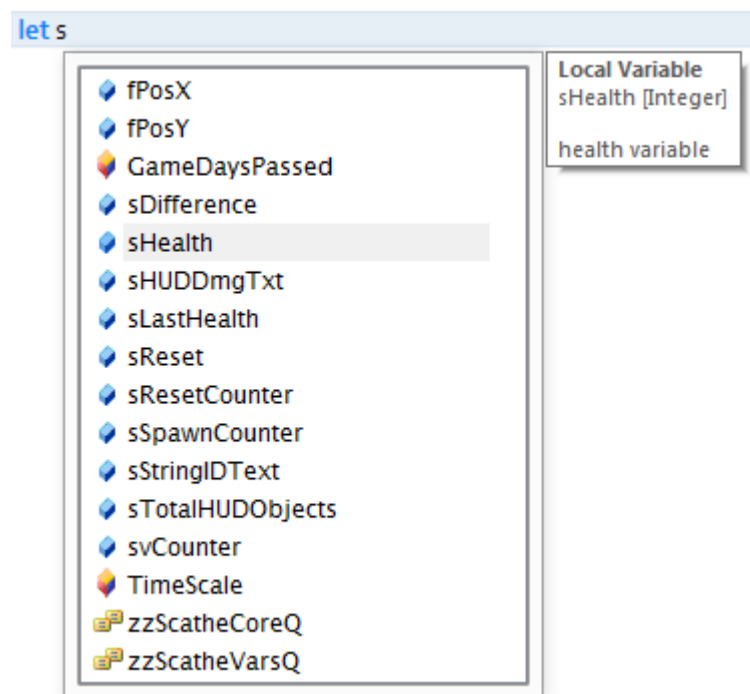 let s
fPosX
fPosY
GameDaysPassed
sDifference
sHealth
sHUDDmgTxt
sLastHealth
sReset
sResetCounter
sSpawnCounter
sStringIDText
sTotalHUDObjects
svCounter
TimeScale
zzScatheCoreQ
zzScatheVarsQ
Local Variable
sHealth [Integer]
health variable